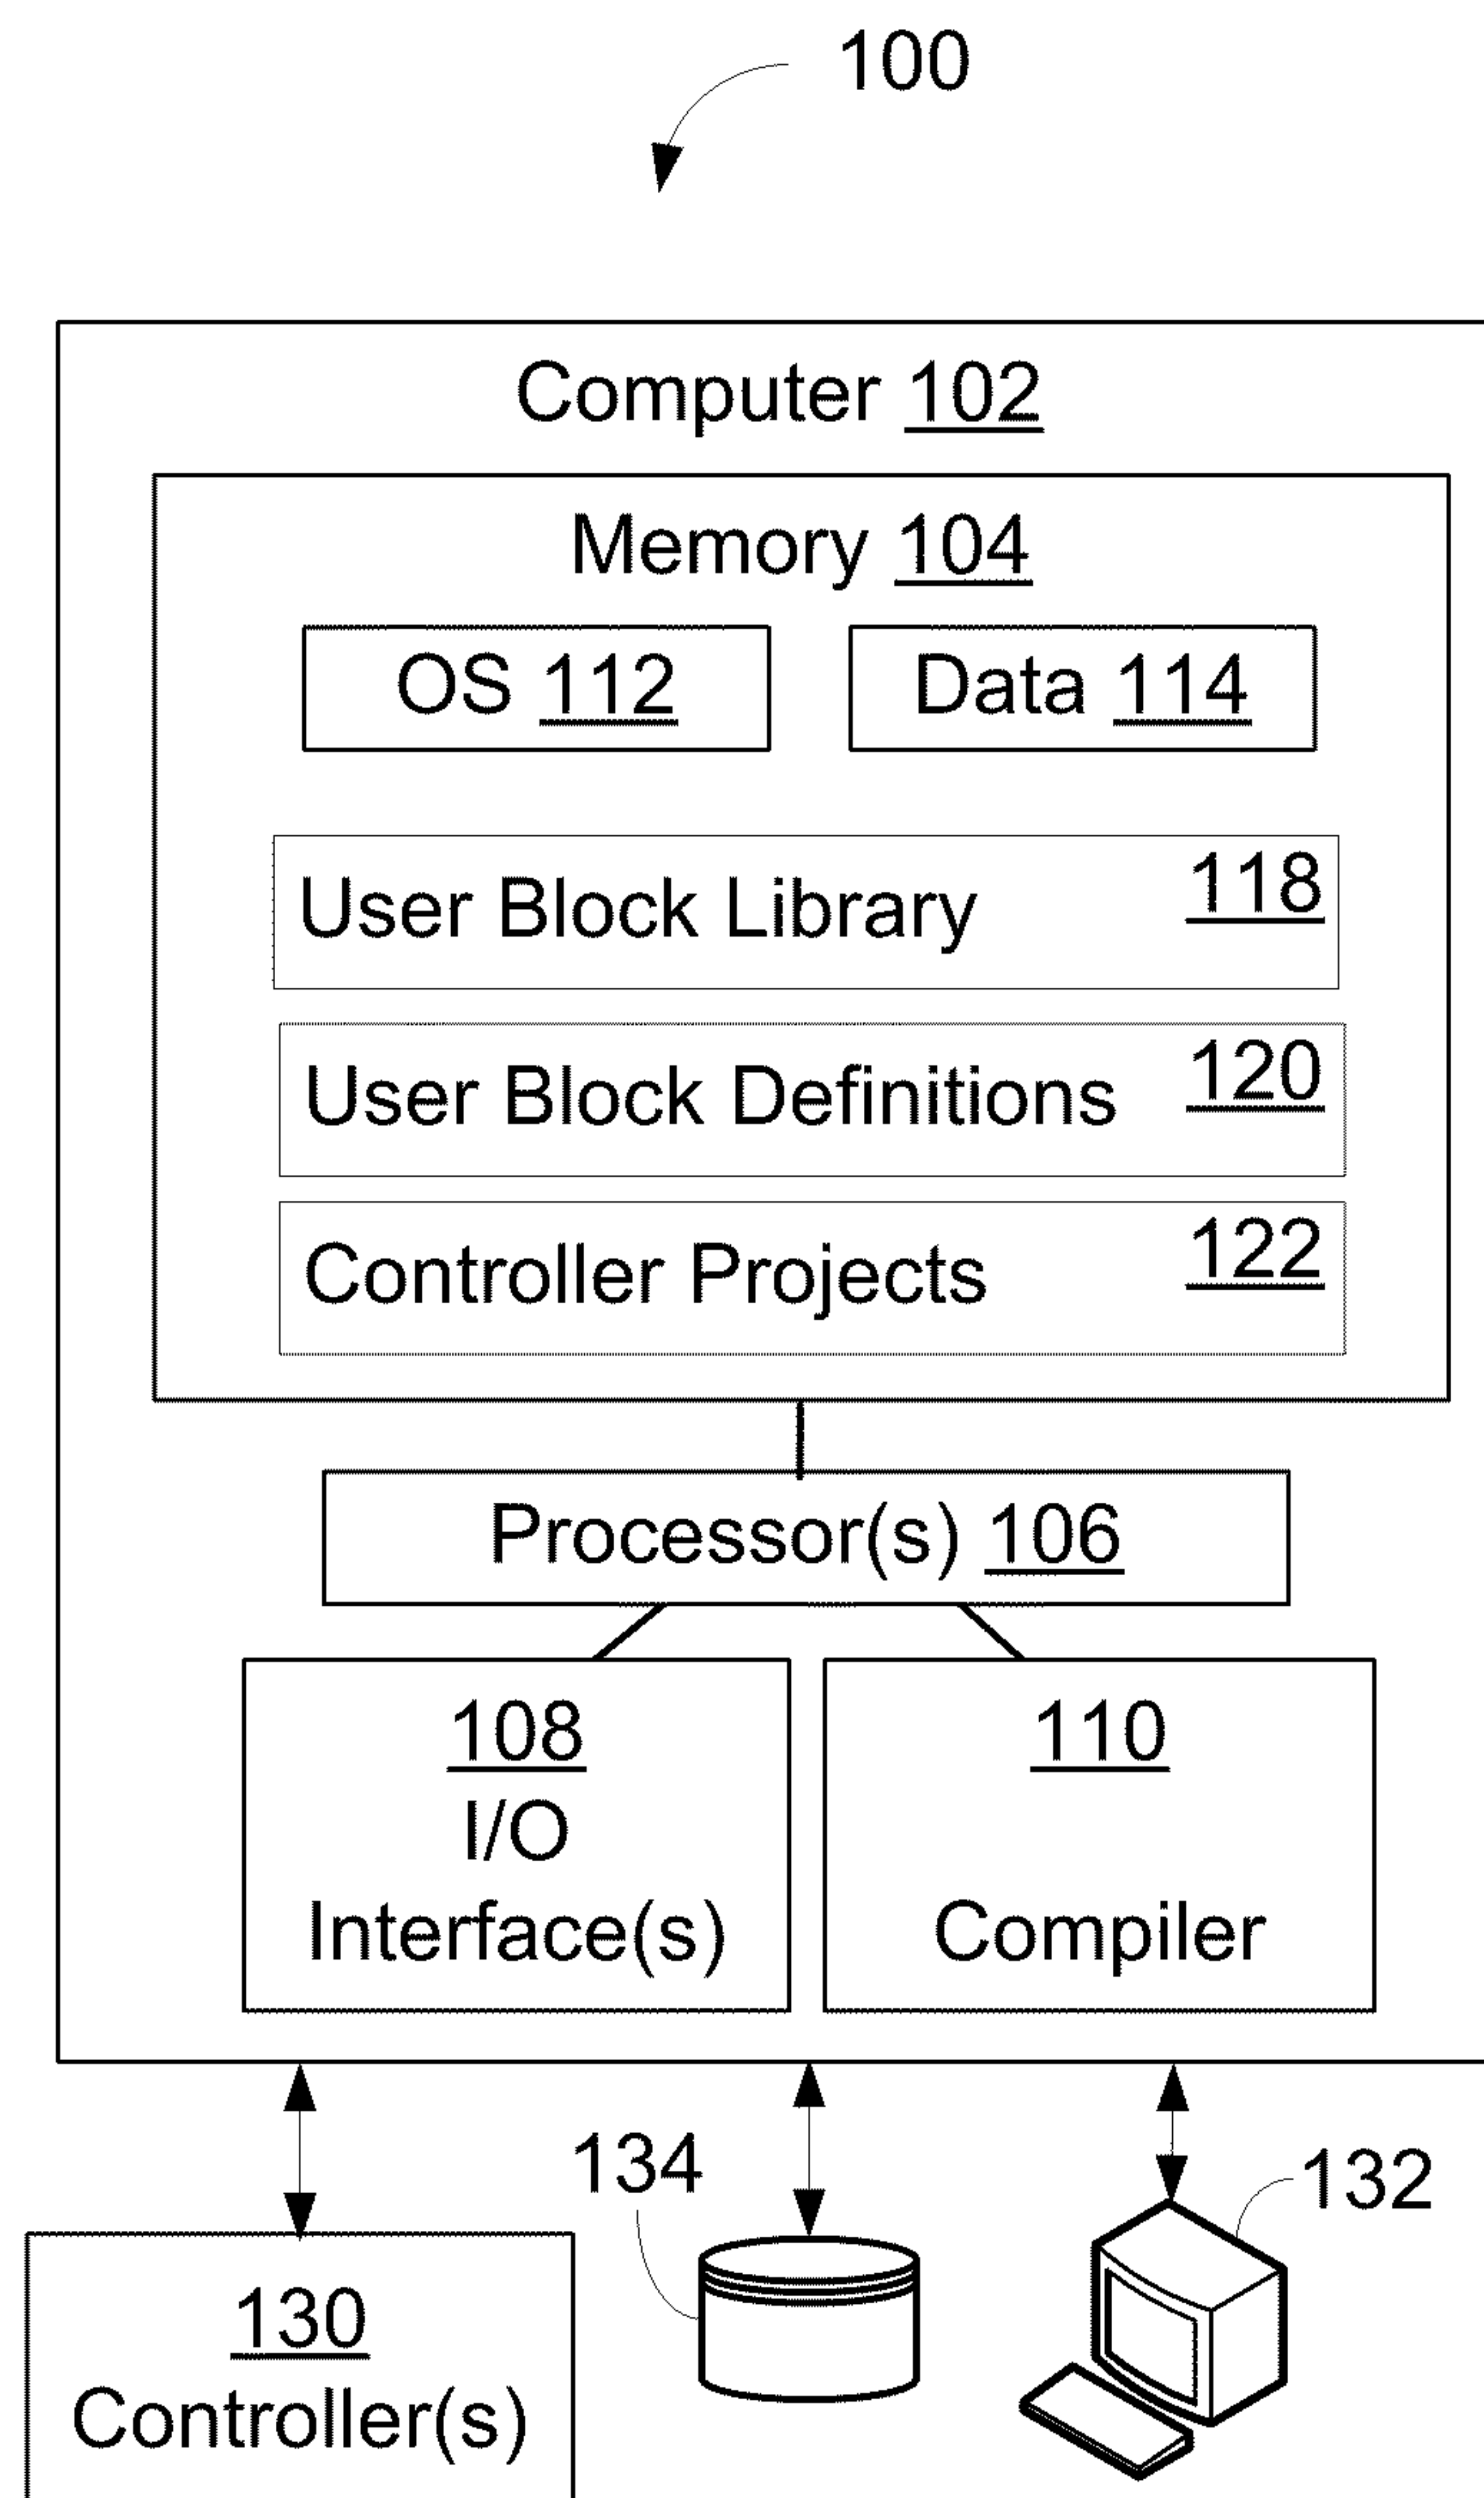 100
Computer 102
Memory 104
OS 112
Data 114
User Block Library 118
User Block Definitions 120
Controller Projects 122
Processor(s) 106
108
I/O
Interface(s)
110
Compiler
134
132
130
Controller(s)